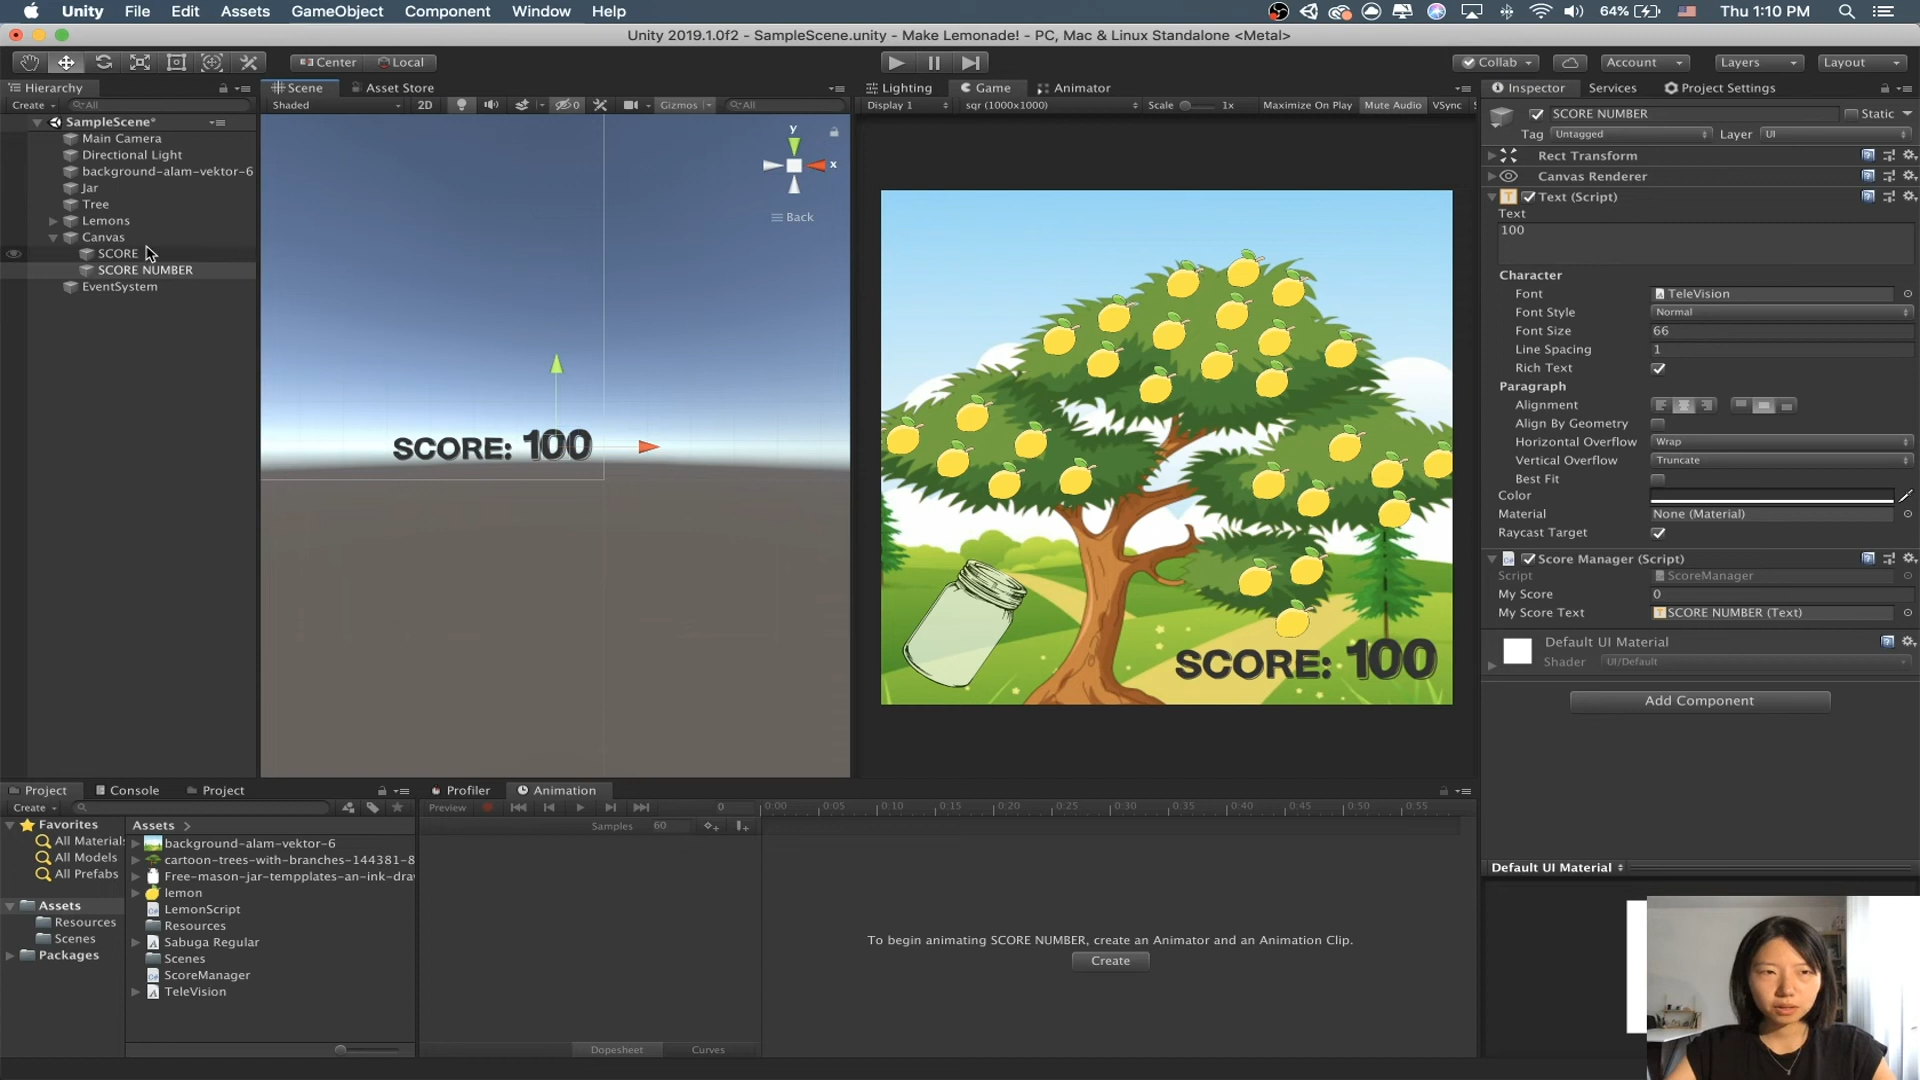 Unity File Edit Assets GameObject Component Window Help
64% Thu 1:10 PM
Unity 2019.1.0f2 - SampleScene.unity - Make Lemonade! - PC, Mac & Linux Standalone <Metal>
Center Local
Collab Account Layers Layout
Hierarchy
Create All
SampleScene*
Main Camera
Directional Light
background-alam-vektor-6
Jar
Tree
Lemons
Canvas
SCORE
SCORE NUMBER
EventSystem
Scene Asset Store
Shaded 2D 0 Gizmos All
y
x
Back
SCORE: 100
Lighting Game Animator
Display 1 sqr (1000x1000) Scale 1x Maximize On Play Mute Audio VSync
SCORE: 100
Inspector Services Project Settings
SCORE NUMBER Static
Tag Untagged Layer UI
Rect Transform
Canvas Renderer
Text (Script)
Text
100
Character
Font TeleVision
Font Style Normal
Font Size 66
Line Spacing 1
Rich Text
Paragraph
Alignment
Align By Geometry
Horizontal Overflow Wrap
Vertical Overflow Truncate
Best Fit
Color
Material None (Material)
Raycast Target
Score Manager (Script)
Script ScoreManager
My Score 0
My Score Text SCORE NUMBER (Text)
Default UI Material
Shader UI/Default
Add Component
Default UI Material
Project Console Project
Create
Favorites
All Materials
All Models
All Prefabs
Assets
Resources
Scenes
Packages
Assets
background-alam-vektor-6
cartoon-trees-with-branches-144381-8
Free-mason-jar-tempplates-an-ink-dra
lemon
LemonScript
Resources
Sabuga Regular
Scenes
ScoreManager
TeleVision
Profiler Animation
Preview 0 0:00 0:05 0:10 0:15 0:20 0:25 0:30 0:35 0:40 0:45 0:50 0:55
Samples 60
To begin animating SCORE NUMBER, create an Animator and an Animation Clip.
Create
Dopesheet Curves